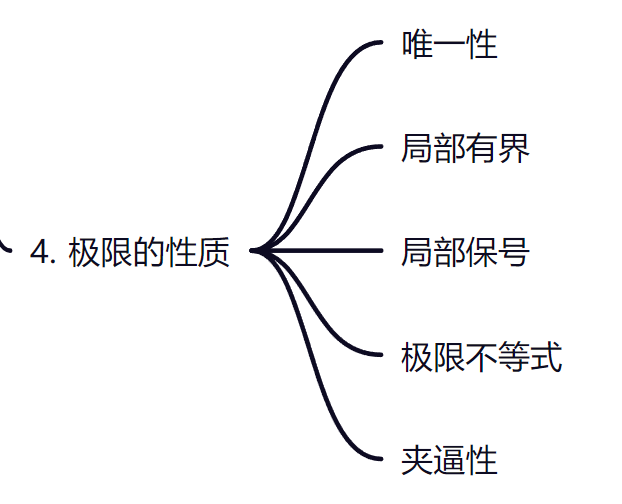 唯一性
局部有界
4. 极限的性质
局部保号
极限不等式
夹逼性